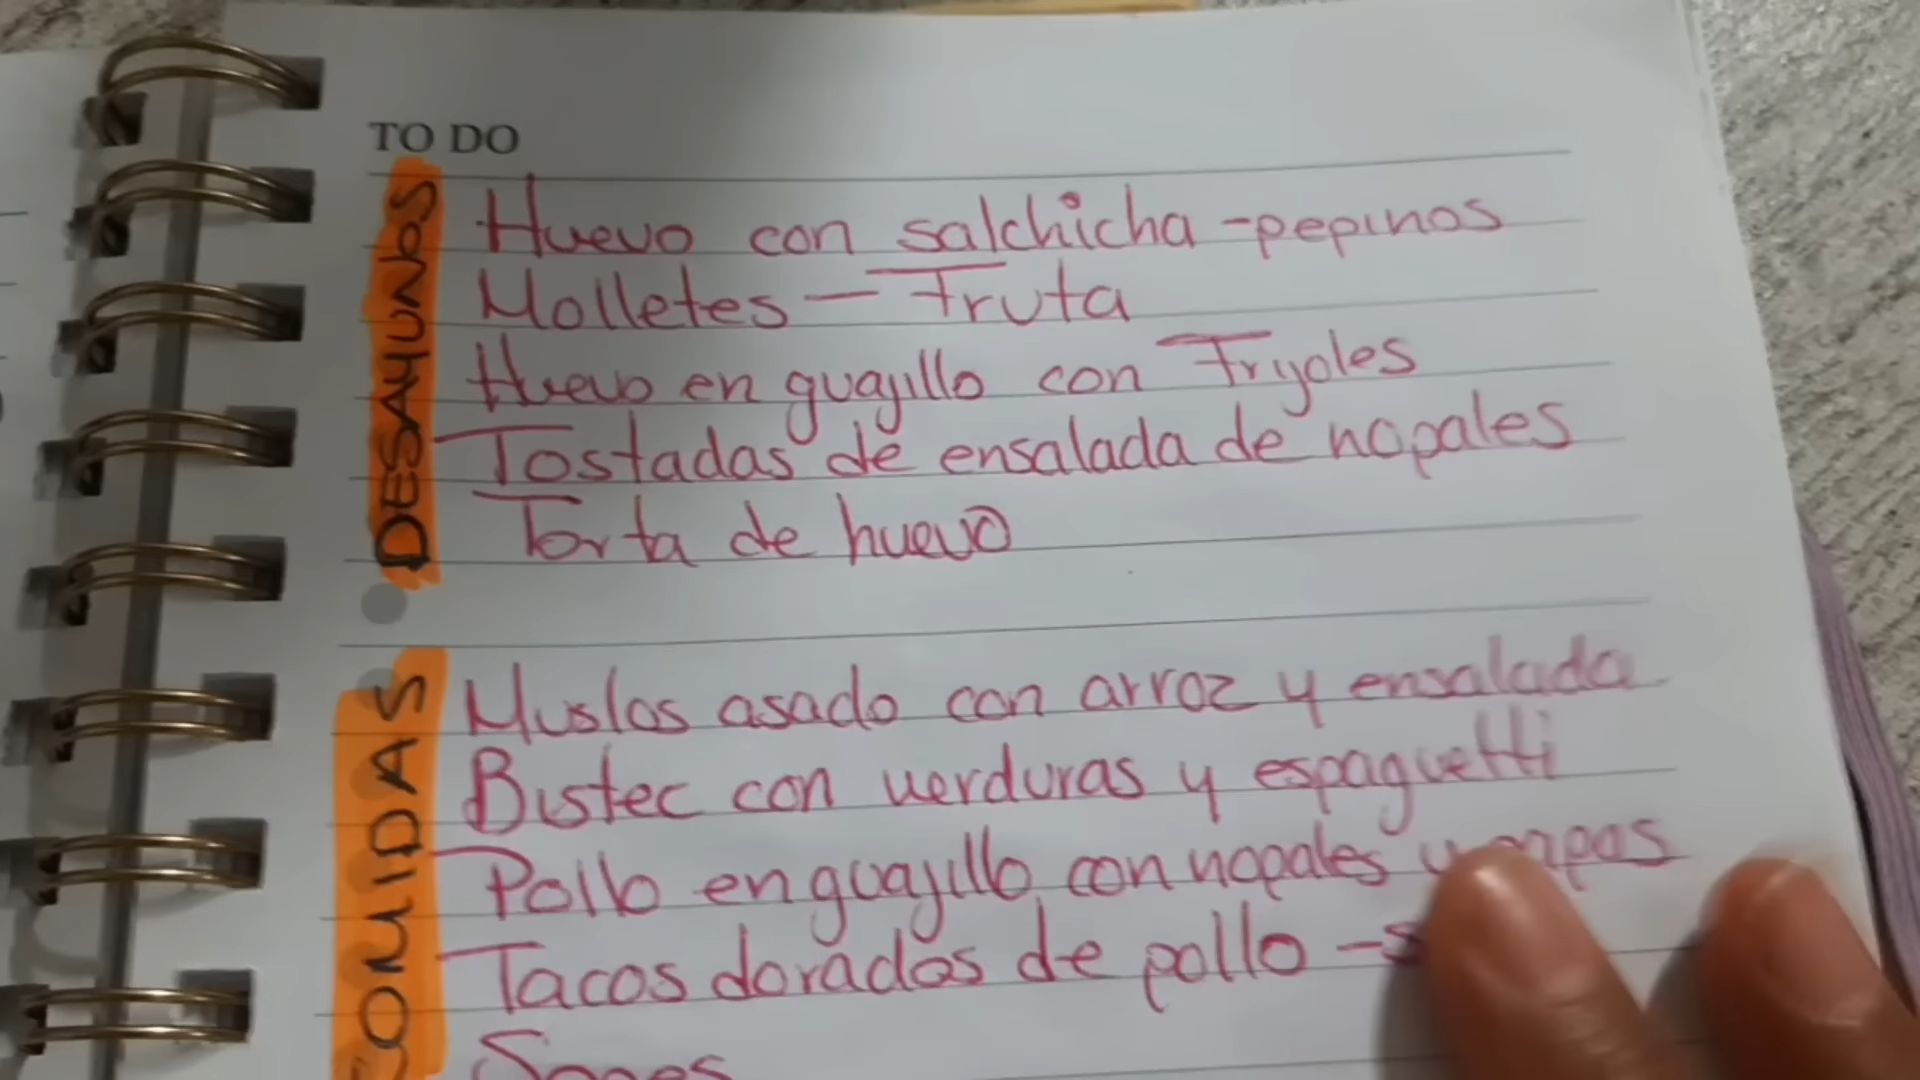 TO DO
DESAYUNOS
Huevo con salchicha - pepinos
Molletes — Fruta
Huevo en guajillo con Frijoles
Tostadas de ensalada de nopales
Torta de huevo
COMIDAS
Muslos asado con arroz y ensalada
Bistec con verduras y espaguetti
Pollo en guajillo con nopales y papas
Tacos dorados de pollo -
Sopes